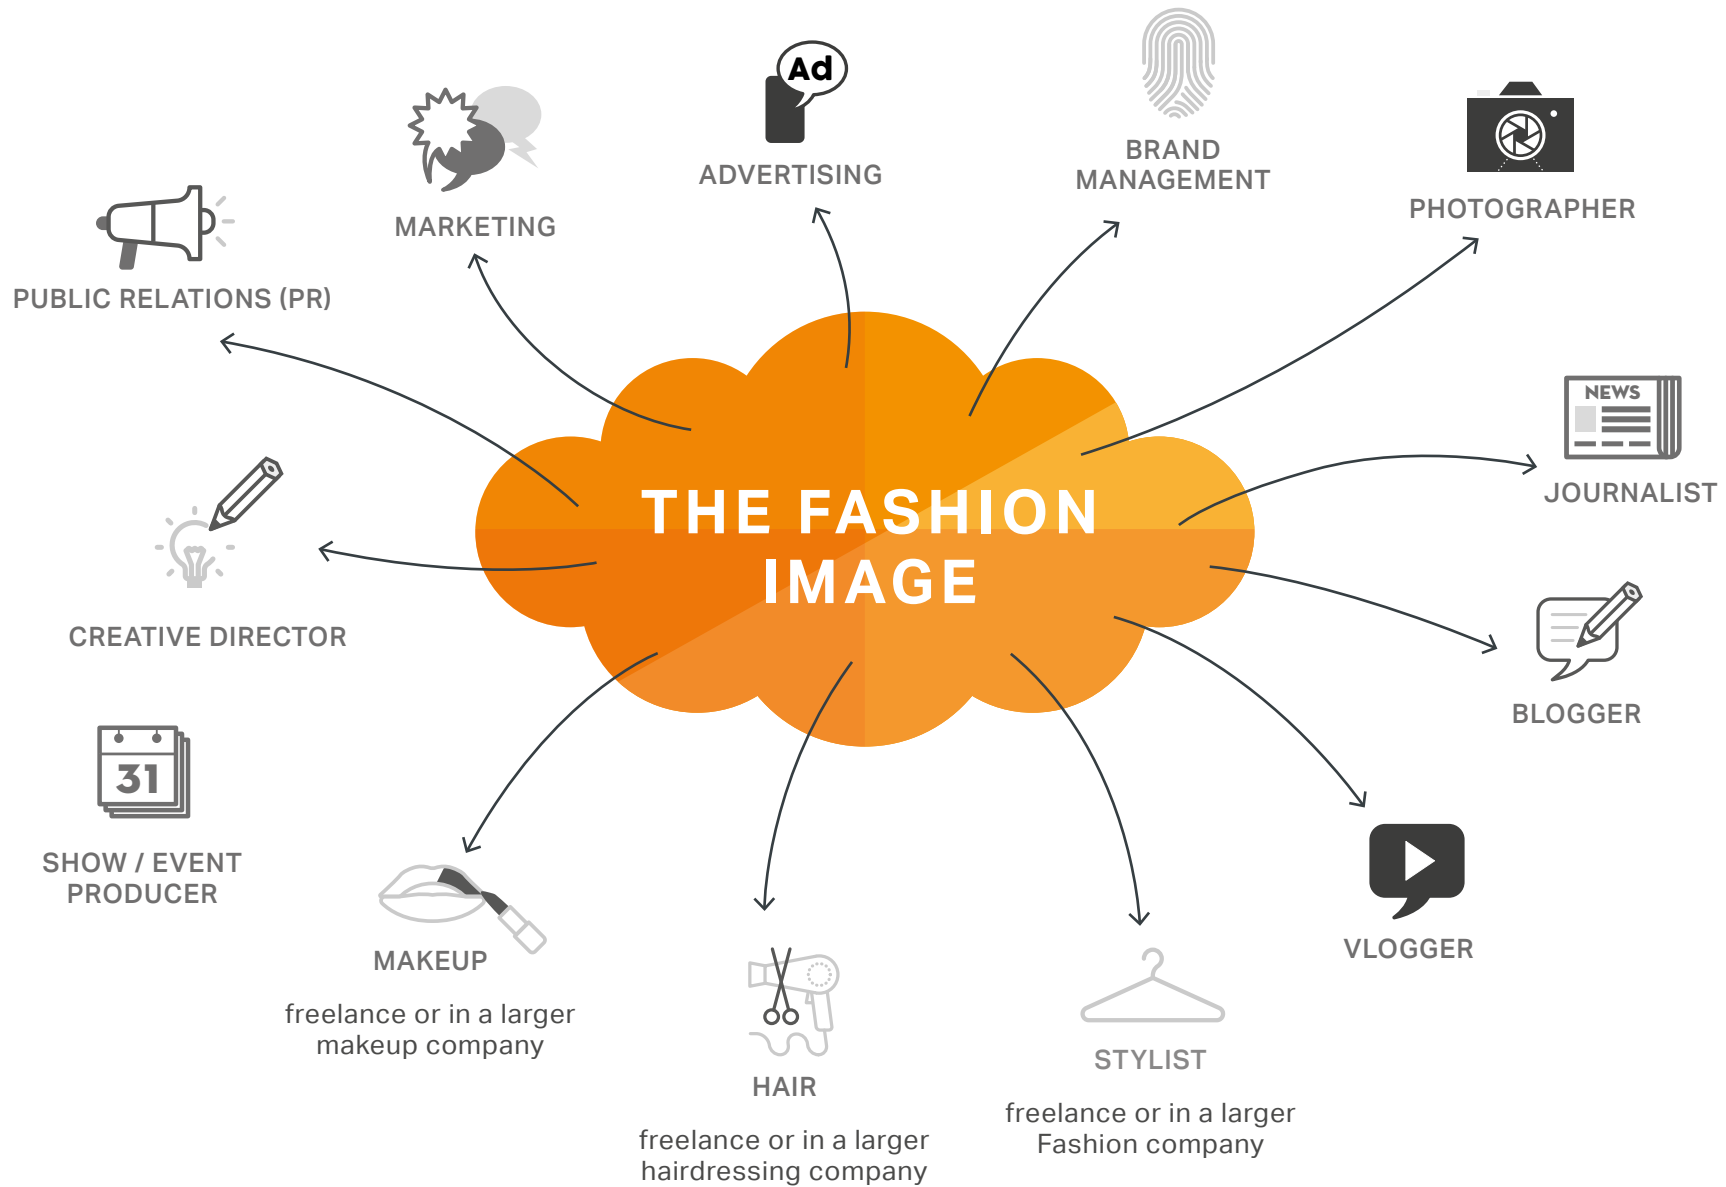 Ad
BRAND
MANAGEMENT
ADVERTISING
PHOTOGRAPHER
MARKETING
PUBLIC RELATIONS (PR)
NEWS
JOURNALIST
THE FASHION
IMAGE
CREATIVE DIRECTOR
BLOGGER
31
SHOW / EVENT
PRODUCER
VLOGGER
MAKEUP
freelance or in a larger
makeup company
HAIR
freelance or in a larger
hairdressing company
STYLIST
freelance or in a larger
Fashion company